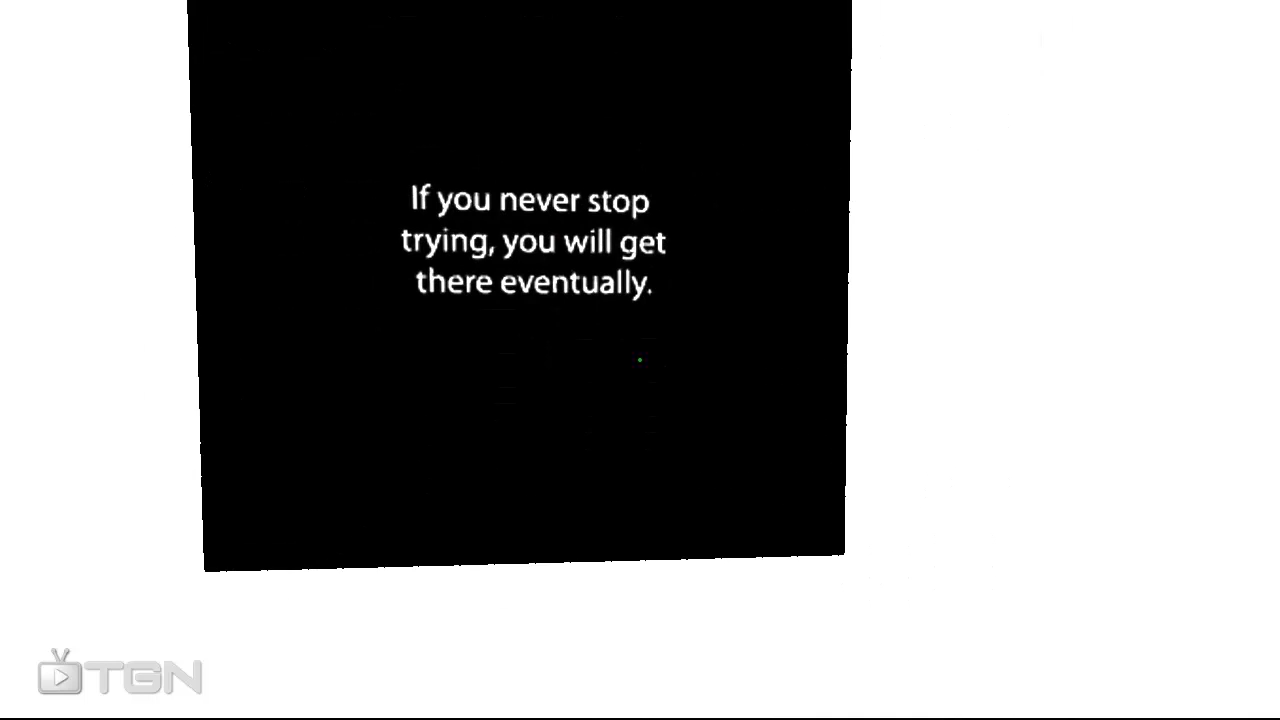 If you never stop
trying, you will get
there eventually.
TGN